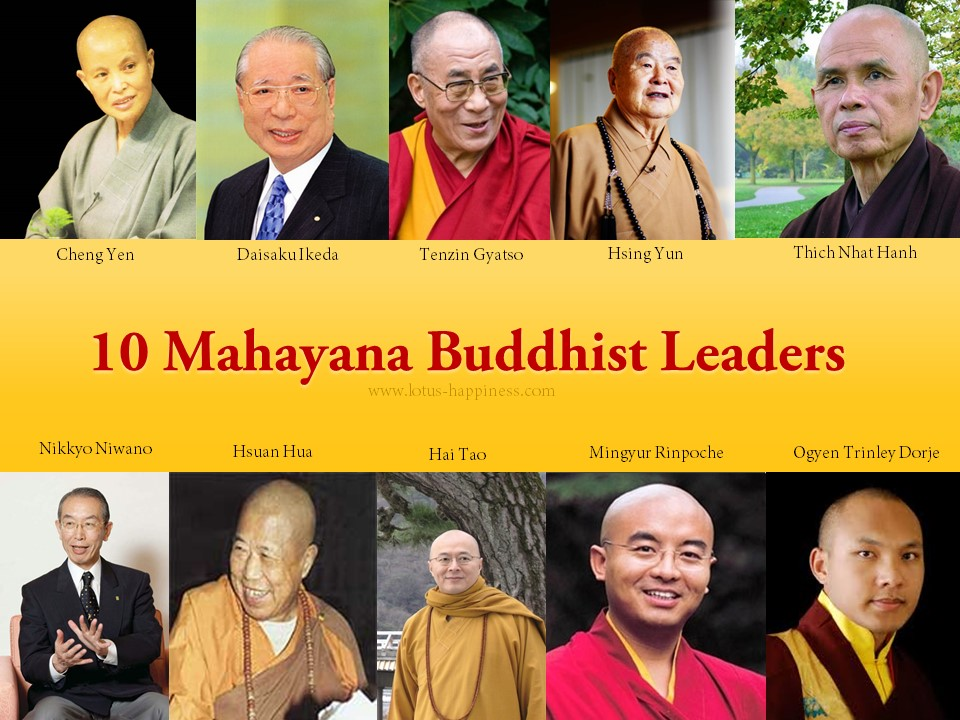 Cheng Yen
Daisaku Ikeda
Tenzin Gyatso
Hsing Yun
Thich Nhat Hanh
10 Mahayana Buddhist Leaders
www.lotus-happiness.com
Nikkyo Niwano
Hsuan Hua
Hai Tao
Mingyur Rinpoche
Ogyen Trinley Dorje